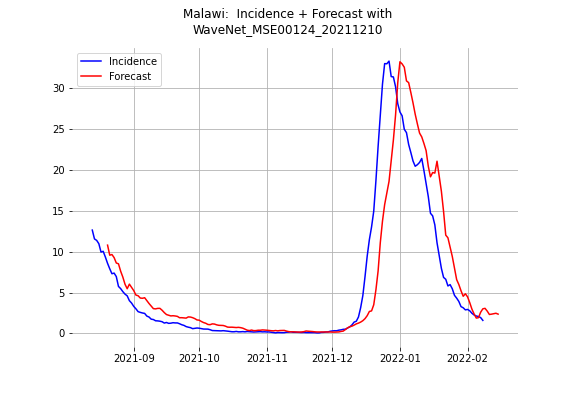 Malawi:  Incidence + Forecast with
WaveNet_MSE00124_20211210
Incidence
Forecast
30
25
20
15
10
5
0
2021-09 2021-10 2021-11 2021-12 2022-01 2022-02